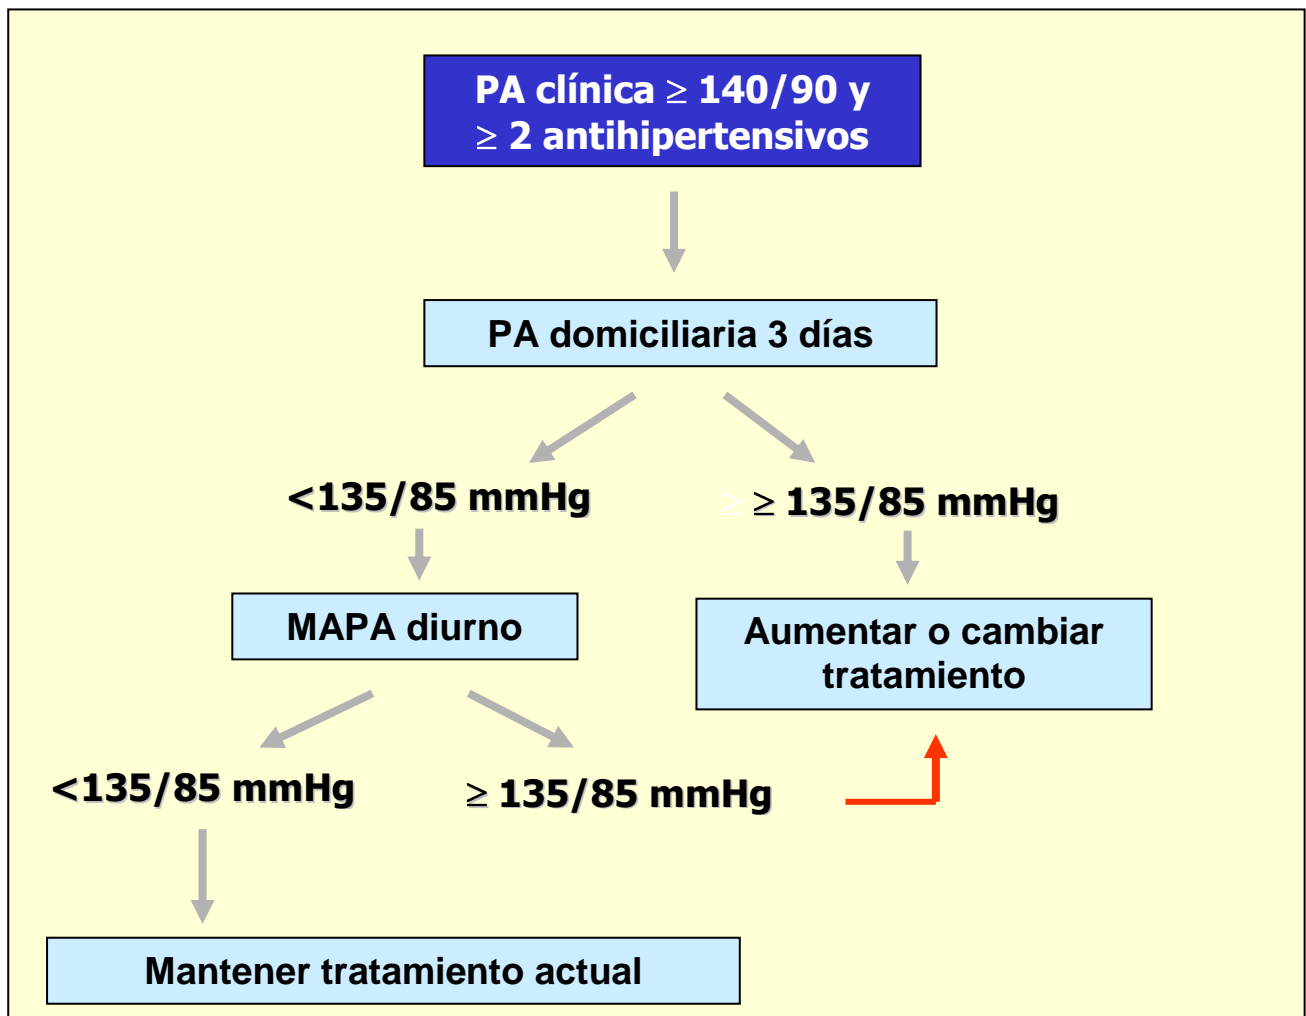 PA clínica ≥ 140/90 y
≥ 2 antihipertensivos
PA domiciliaria 3 días
<135/85 mmHg
≥ ≥ 135/85 mmHg
MAPA diurno
Aumentar o cambiar
tratamiento
<135/85 mmHg
≥ 135/85 mmHg
Mantener tratamiento actual